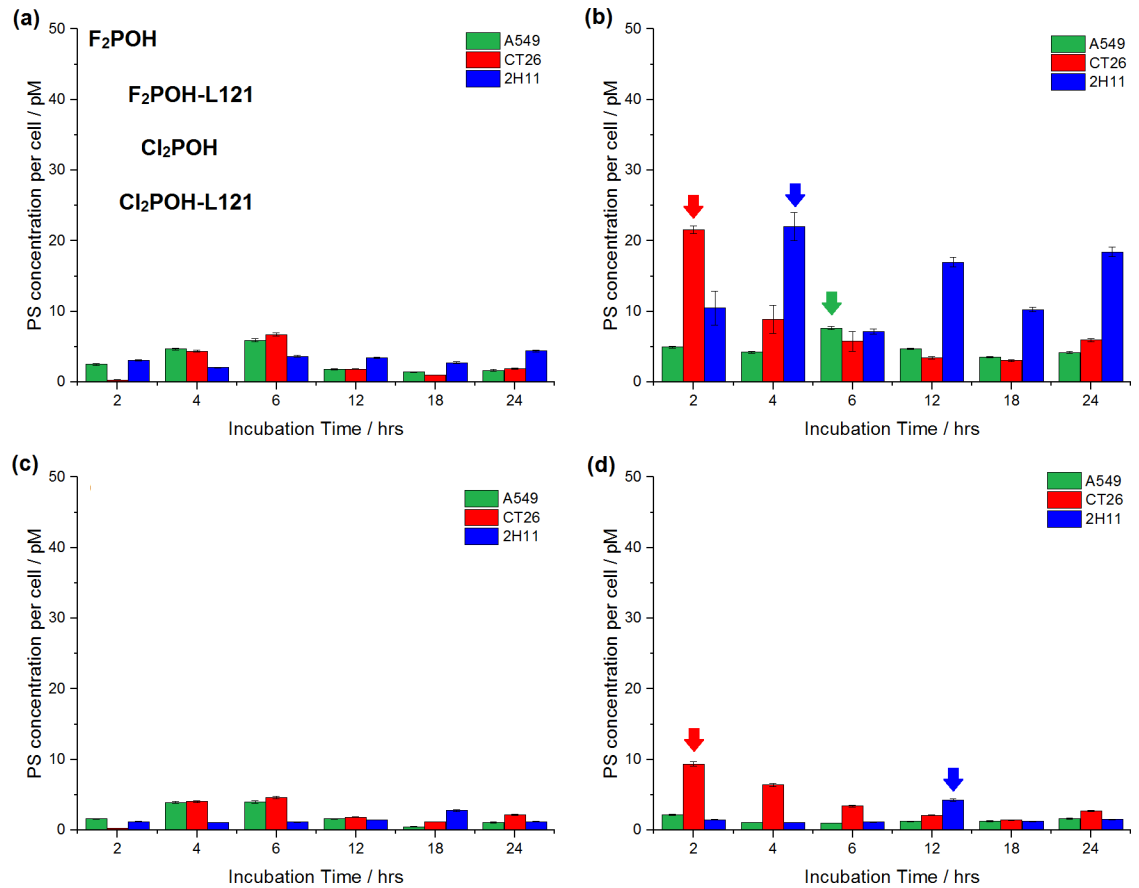 (a)
F₂POH
F₂POH-L121
Cl₂POH
Cl₂POH-L121
A549
CT26
2H11
PS concentration per cell / pM
50
40
30
20
10
0
2 4 6 12 18 24
Incubation Time / hrs
(b)
A549
CT26
2H11
PS concentration per cell / pM
50
40
30
20
10
0
2 4 6 12 18 24
Incubation Time / hrs
(c)
A549
CT26
2H11
PS concentration per cell / pM
50
40
30
20
10
0
2 4 6 12 18 24
Incubation Time / hrs
(d)
A549
CT26
2H11
PS concentration per cell / pM
50
40
30
20
10
0
2 4 6 12 18 24
Incubation Time / hrs